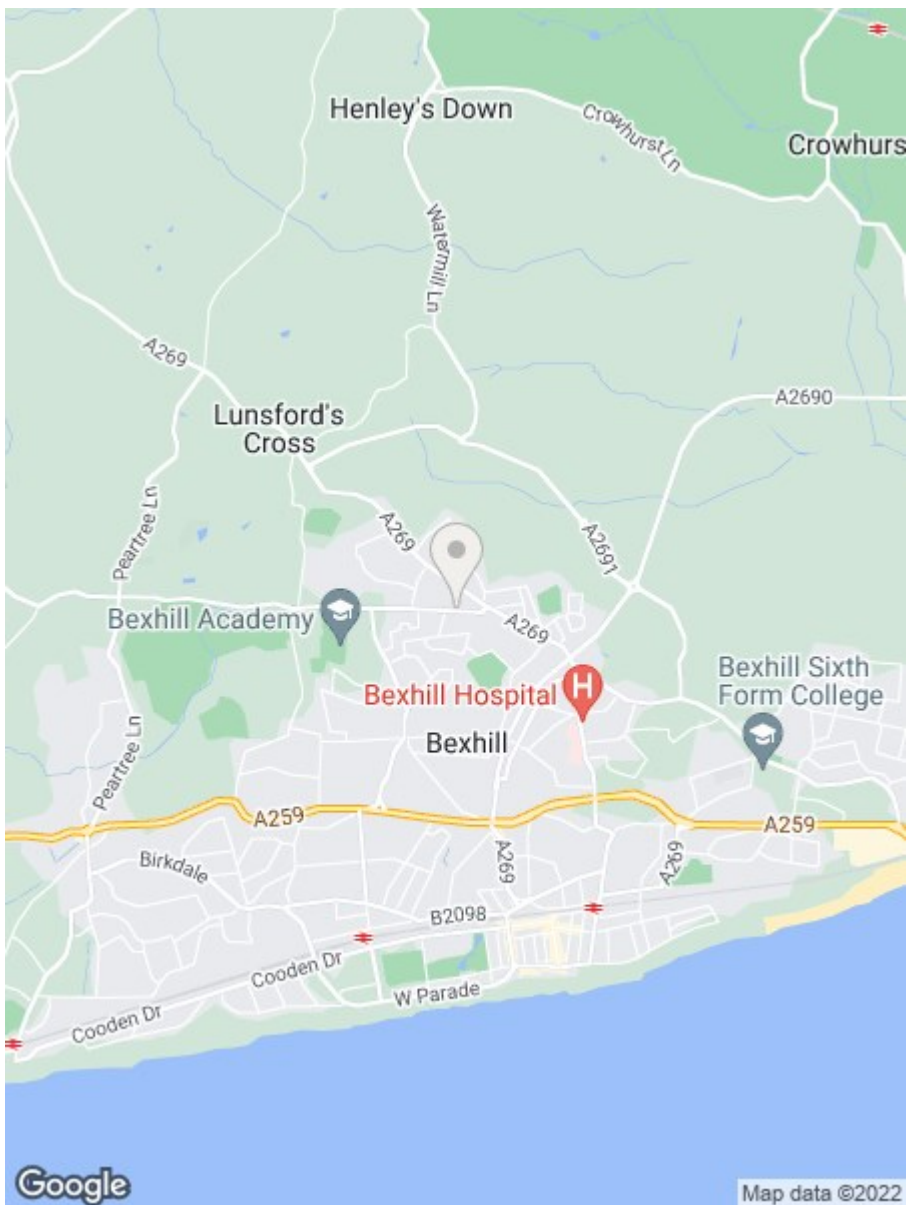 Henley's Down
Crowhurst Ln
Crowhurs
Watermill Ln
A269
A2690
Lunsford's
Cross
Peartree Ln
A269
A2691
Bexhill Academy
A269
Bexhill Sixth
Form College
Bexhill Hospital
H
Bexhill
Peartree Ln
A259
A259
Birkdale
A269
A269
B2098
Cooden Dr
W Parade
Cooden Dr
Google
Map data ©2022